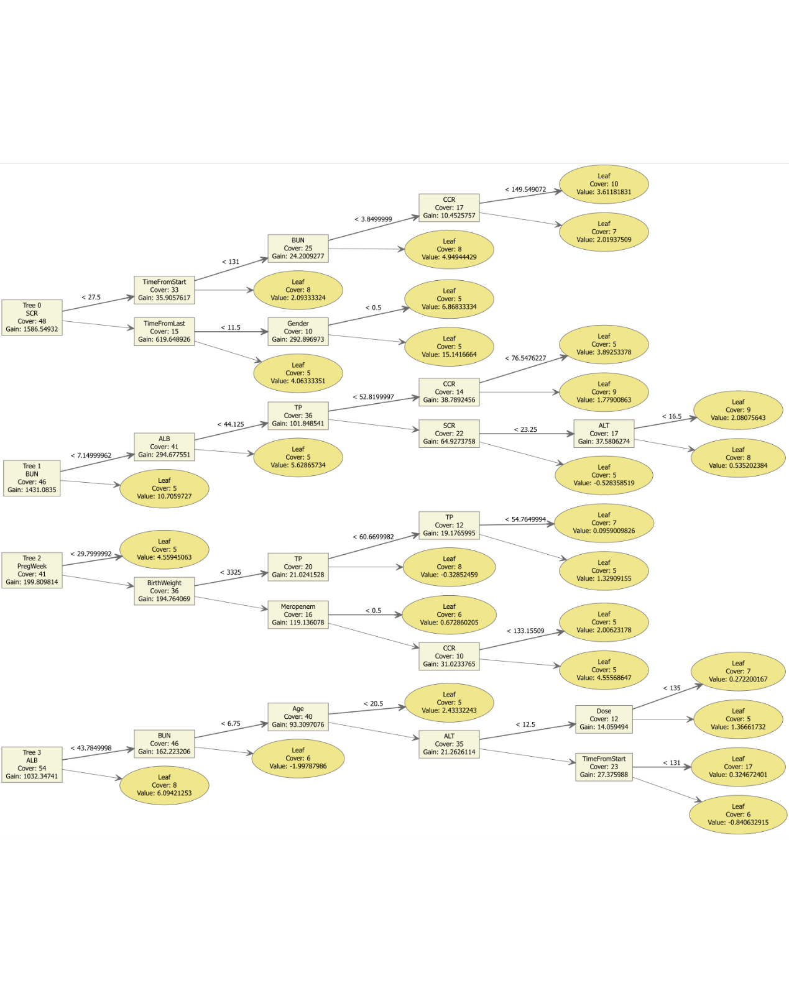 Tree 0
SCR
Cover: 48
Gain: 1586.54932
< 27.5
TimeFromStart
Cover: 33
Gain: 35.9057617
< 131
BUN
Cover: 25
Gain: 24.2009277
< 3.8499999
CCR
Cover: 17
Gain: 10.4525757
< 149.549072
Leaf
Cover: 10
Value: 3.61181831
Leaf
Cover: 7
Value: 2.01937509
Leaf
Cover: 8
Value: 4.94944429
Leaf
Cover: 8
Value: 2.09333324
TimeFromLast
Cover: 15
Gain: 619.648926
< 11.5
Gender
Cover: 10
Gain: 292.896973
< 0.5
Leaf
Cover: 5
Value: 6.86833334
Leaf
Cover: 5
Value: 15.1416664
Leaf
Cover: 5
Value: 4.06333351
Tree 1
BUN
Cover: 46
Gain: 1431.0835
< 7.14999962
ALB
Cover: 41
Gain: 294.677551
< 44.125
TP
Cover: 36
Gain: 101.848541
< 52.8199997
CCR
Cover: 14
Gain: 38.7892456
< 76.5476227
Leaf
Cover: 5
Value: 3.89253378
Leaf
Cover: 9
Value: 1.77900863
SCR
Cover: 22
Gain: 64.9273758
< 23.25
ALT
Cover: 17
Gain: 37.5806274
< 16.5
Leaf
Cover: 9
Value: 2.08075643
Leaf
Cover: 8
Value: 0.535202384
Leaf
Cover: 5
Value: -0.528358519
Leaf
Cover: 5
Value: 5.62865734
Leaf
Cover: 5
Value: 10.7059727
Tree 2
PregWeek
Cover: 41
Gain: 199.809814
< 29.7999992
Leaf
Cover: 5
Value: 4.55945063
BirthWeight
Cover: 36
Gain: 194.764069
< 3325
TP
Cover: 20
Gain: 21.0241528
< 60.6699982
TP
Cover: 12
Gain: 19.1765995
< 54.7649994
Leaf
Cover: 7
Value: 0.0959009826
Leaf
Cover: 5
Value: 1.32909155
Leaf
Cover: 8
Value: -0.32852459
Meropenem
Cover: 16
Gain: 119.136078
< 0.5
Leaf
Cover: 6
Value: 0.672860205
CCR
Cover: 10
Gain: 31.0233765
< 133.15509
Leaf
Cover: 5
Value: 2.00623178
Leaf
Cover: 5
Value: 4.55568647
Tree 3
ALB
Cover: 54
Gain: 1032.34741
< 43.7849998
BUN
Cover: 46
Gain: 162.223206
< 6.75
Age
Cover: 40
Gain: 93.3097076
< 20.5
Leaf
Cover: 5
Value: 2.43332243
ALT
Cover: 35
Gain: 21.2626114
< 12.5
Dose
Cover: 12
Gain: 14.059494
< 135
Leaf
Cover: 7
Value: 0.272200167
Leaf
Cover: 5
Value: 1.36661732
TimeFromStart
Cover: 23
Gain: 27.375988
< 131
Leaf
Cover: 17
Value: 0.324672401
Leaf
Cover: 6
Value: -0.840632915
Leaf
Cover: 6
Value: -1.99787986
Leaf
Cover: 8
Value: 6.09421253